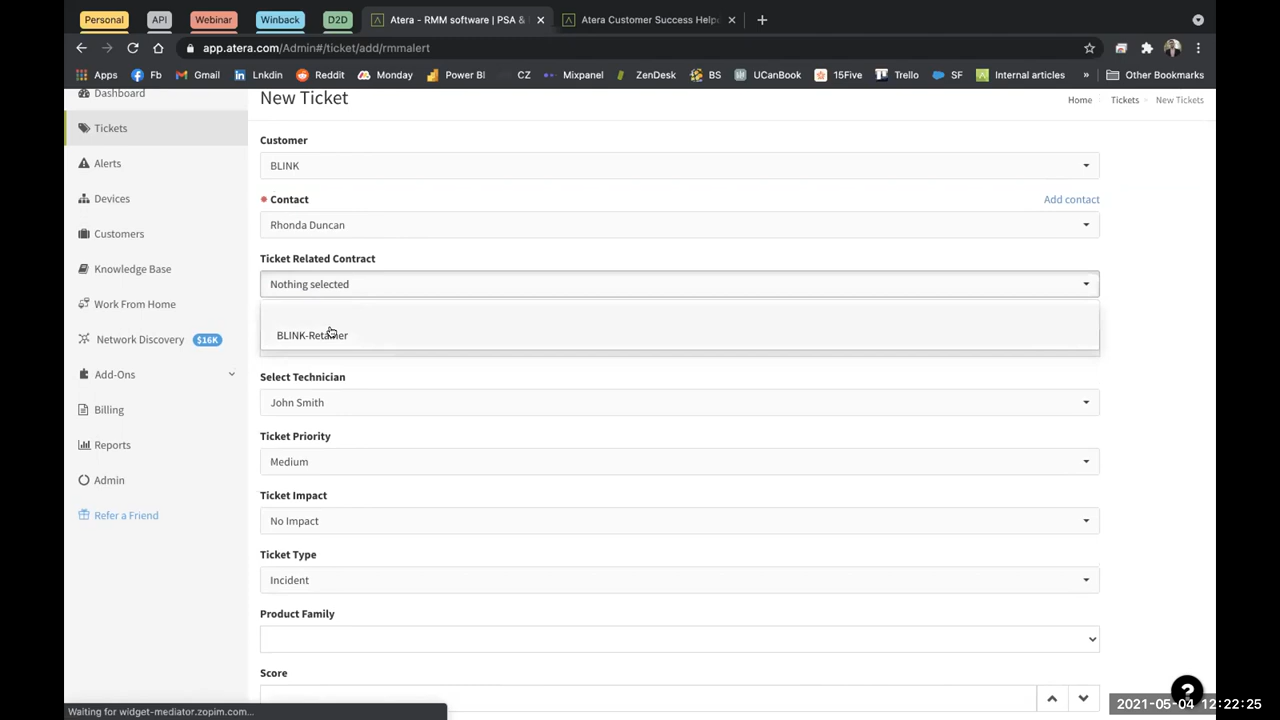 Personal API Webinar Winback D2D Atera - RMM software | PSA & Atera Customer Success Help
app.atera.com/Admin#/ticket/add/rmmalert
Apps Fb Gmail Lnkdin Reddit Monday Power BI CZ Mixpanel ZenDesk BS UCertook 15Five Trello SF Internal articles » Other Bookmarks
Dashboard
Tickets
Alerts
Devices
Customers
Knowledge Base
Work From Home
Network Discovery $16K
Add-Ons
Billing
Reports
Admin
Refer a Friend
New Ticket
Home Tickets New Tickets
Customer
BLINK
Contact Add contact
Rhonda Duncan
Ticket Related Contract
Nothing selected
BLINK-Retainer
Select Technician
John Smith
Ticket Priority
Medium
Ticket Impact
No Impact
Ticket Type
Incident
Product Family
Score
?
Waiting for widget-mediator.zopim.com...
2021-05-04 12:22:25